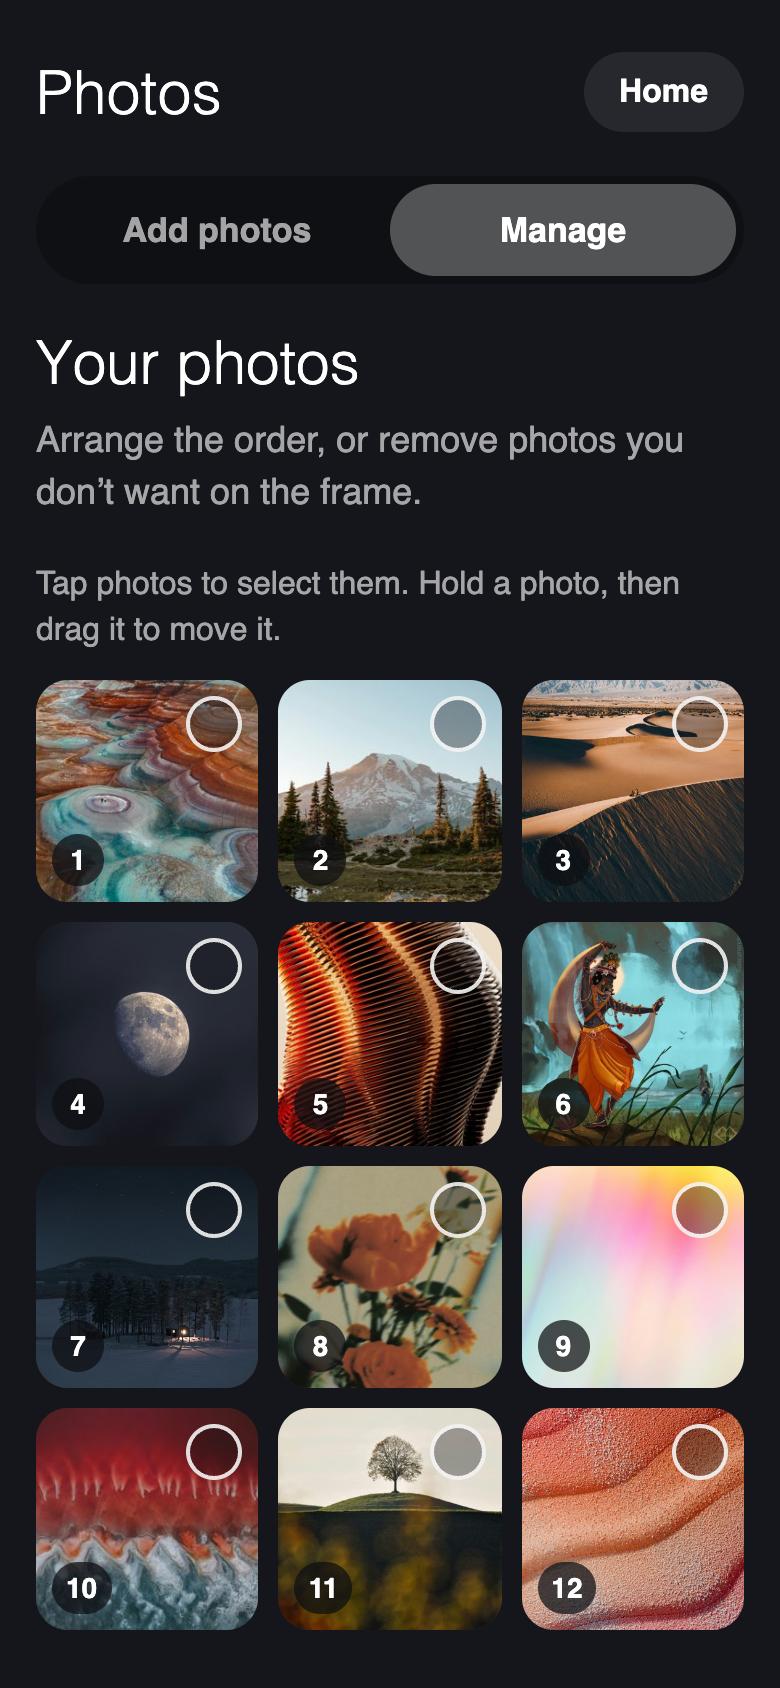 Photos
Home
Add photos
Manage
Your photos
Arrange the order, or remove photos you
don’t want on the frame.
Tap photos to select them. Hold a photo, then
drag it to move it.
1
2
3
4
5
6
7
8
9
10
11
12